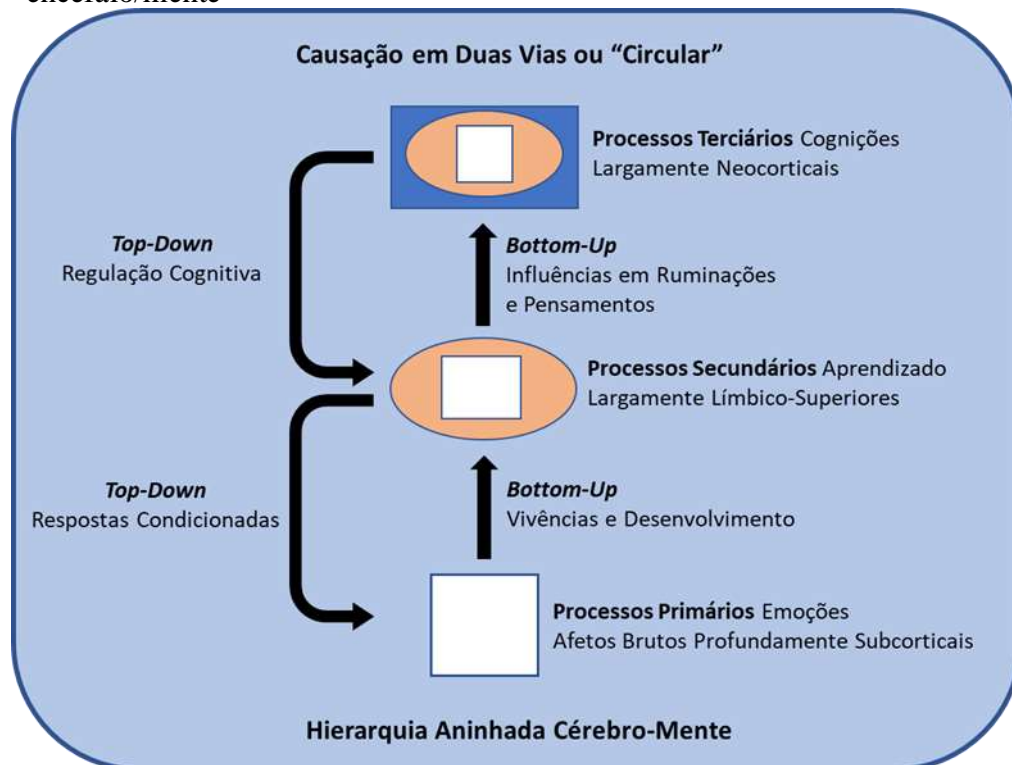 encéfalo/mente
Causação em Duas Vias ou “Circular”
Processos Terciários Cognições
Largamente Neocorticais
Top-Down
Regulação Cognitiva
Bottom-Up
Influências em Ruminações
e Pensamentos
Processos Secundários Aprendizado
Largamente Límbico-Superiores
Top-Down
Respostas Condicionadas
Bottom-Up
Vivências e Desenvolvimento
Processos Primários Emoções
Afetos Brutos Profundamente Subcorticais
Hierarquia Aninhada Cérebro-Mente